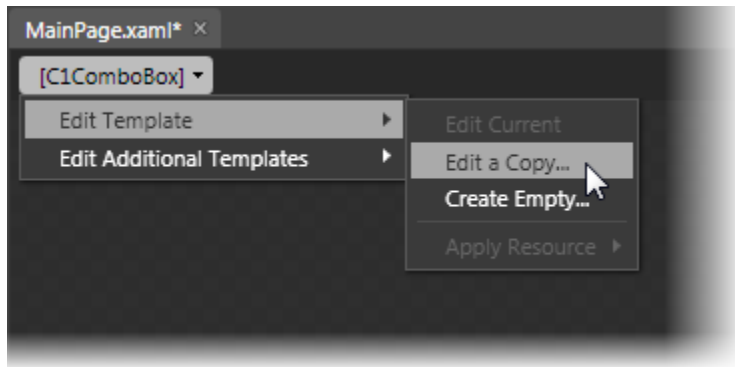 MainPage.xaml* ×
[C1ComboBox]
Edit Template
Edit Additional Templates
Edit Current
Edit a Copy...
Create Empty...
Apply Resource